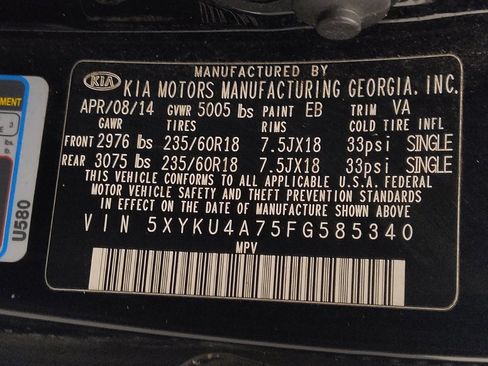 MANUFACTURED BY
KIA KIA MOTORS MANUFACTURING GEORGIA, INC.
APR/08/14 GVWR 5005 lbs PAINT EB TRIM VA
GAWR TIRES RIMS COLD TIRE INFL
FRONT 2976 lbs 235/60R18 7.5JX18 33psi SINGLE
REAR 3075 lbs 235/60R18 7.5JX18 33psi SINGLE
THIS VEHICLE CONFORMS TO ALL APPLICABLE U.S.A. FEDERAL
MOTOR VEHICLE SAFETY AND THEFT PREVENTION STANDARDS
IN EFFECT ON THE DATE OF MANUFACTURE SHOWN ABOVE
VIN 5XYKU4A75FG585340
MPV
U580